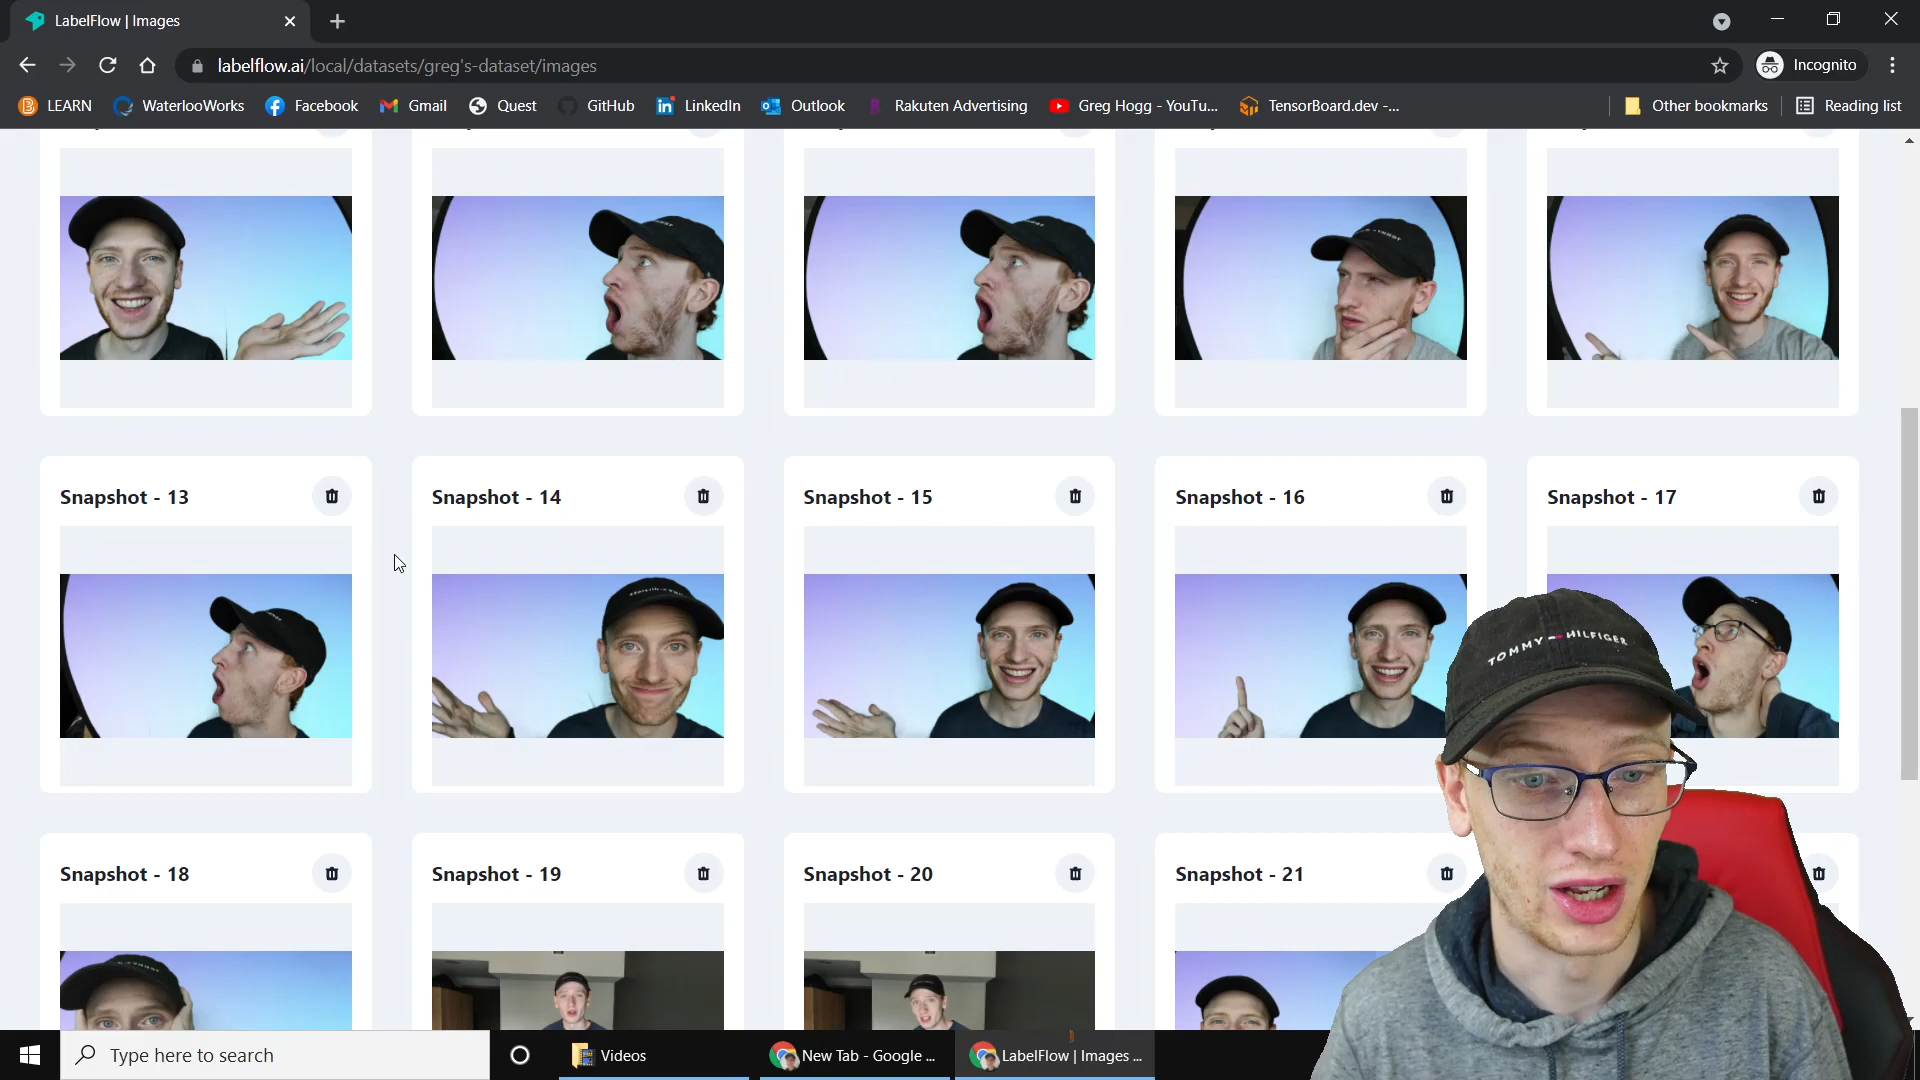 LabelFlow | Images
labelflow.ai/local/datasets/greg's-dataset/images
Incognito
LEARN
WaterlooWorks
Facebook
Gmail
Quest
GitHub
LinkedIn
Outlook
Rakuten Advertising
Greg Hogg - YouTu...
TensorBoard.dev -...
Other bookmarks
Reading list
Snapshot - 13
Snapshot - 14
Snapshot - 15
Snapshot - 16
Snapshot - 17
TOMMY HILFIGER
Snapshot - 18
Snapshot - 19
Snapshot - 20
Snapshot - 21
Type here to search
Videos
New Tab - Google ...
LabelFlow | Images ...